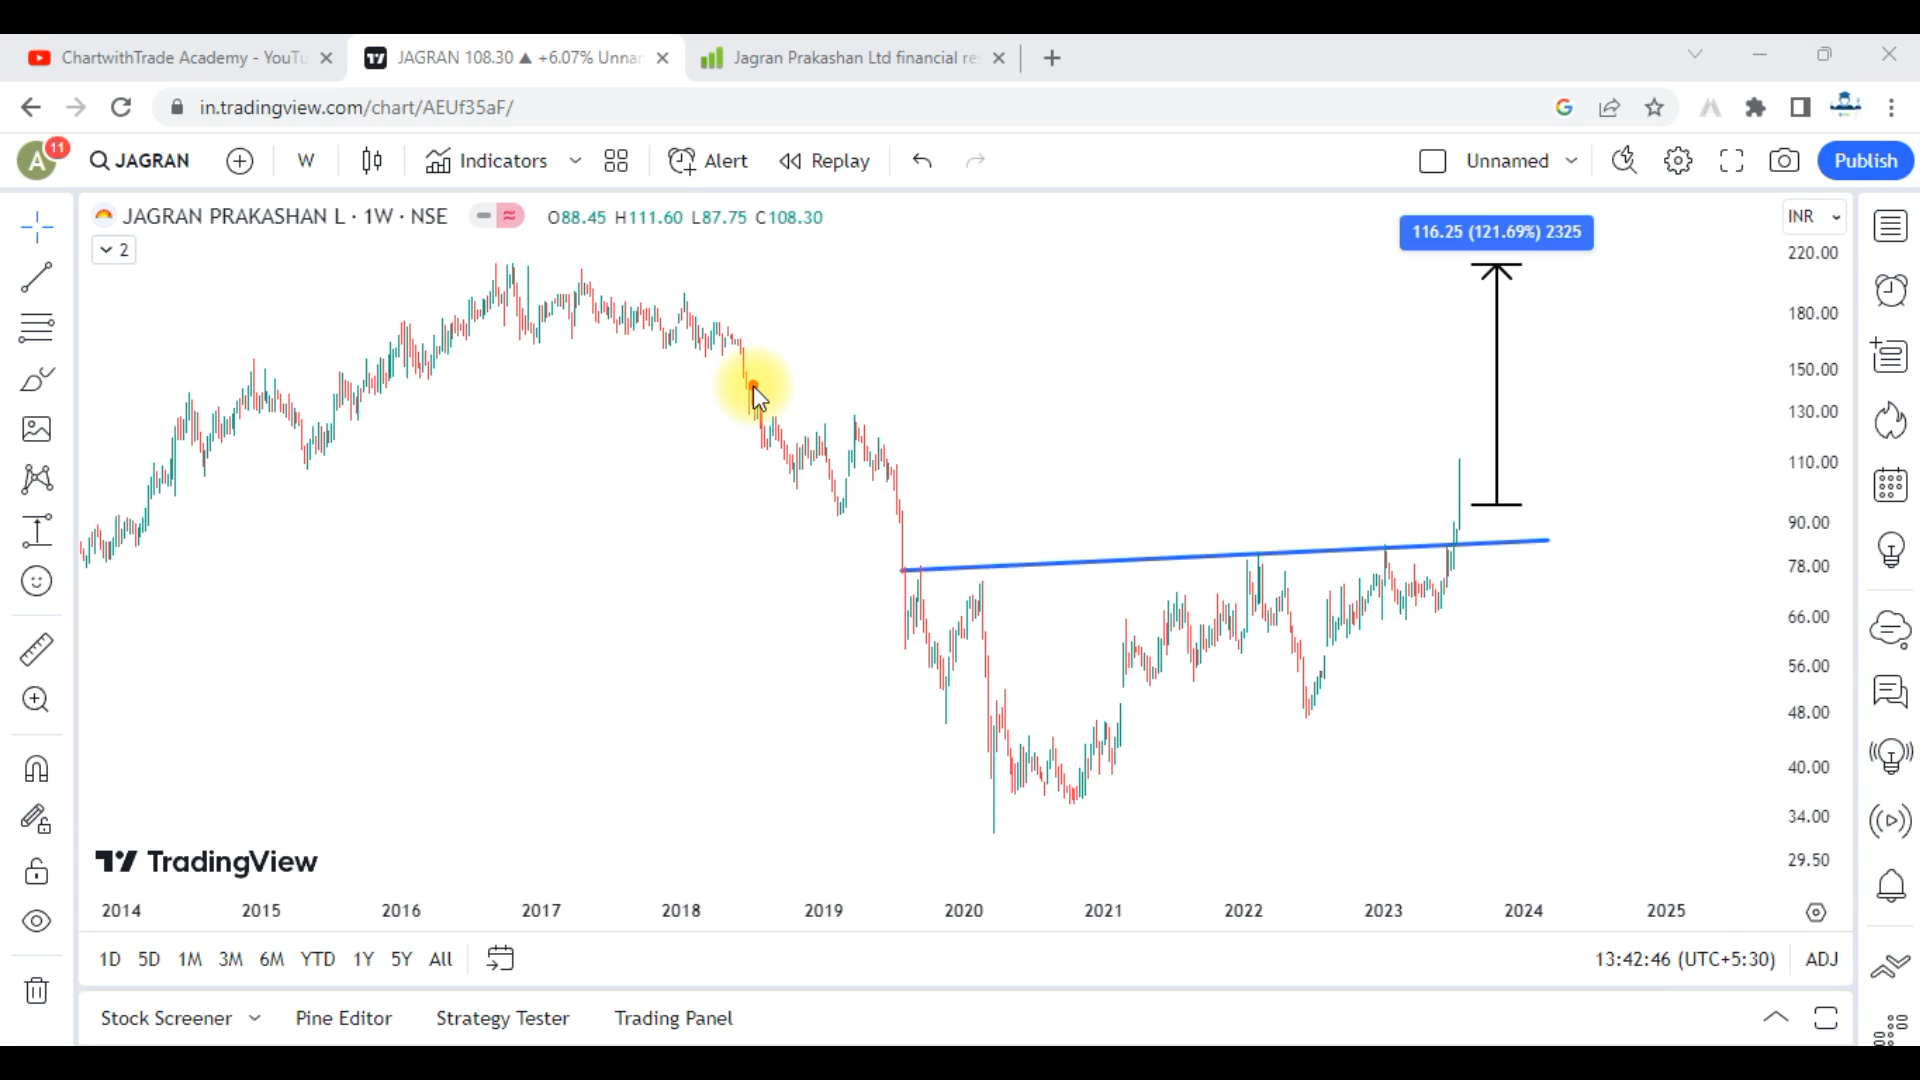 ChartwithTrade Academy - YouTu
JAGRAN 108.30 ▲ +6.07% Unnar
Jagran Prakashan Ltd financial re
in.tradingview.com/chart/AEUf35aF/
A 11
JAGRAN
W
Indicators
Alert
Replay
Unnamed
Publish
JAGRAN PRAKASHAN L · 1W · NSE
O88.45 H111.60 L87.75 C108.30
2
116.25 (121.69%) 2325
INR
220.00
180.00
150.00
130.00
110.00
90.00
78.00
66.00
56.00
48.00
40.00
34.00
29.50
TradingView
2014 2015 2016 2017 2018 2019 2020 2021 2022 2023 2024 2025
1D 5D 1M 3M 6M YTD 1Y 5Y All
13:42:46 (UTC+5:30) ADJ
Stock Screener Pine Editor Strategy Tester Trading Panel